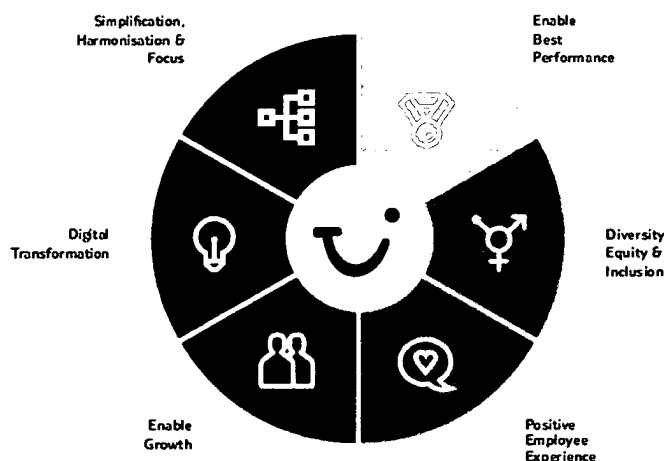 Simplification,
Harmonisation &
Focus
Enable
Best
Performance
Digital
Transformation
Diversity
Equity &
Inclusion
Enable
Growth
Positive
Employee
Experience